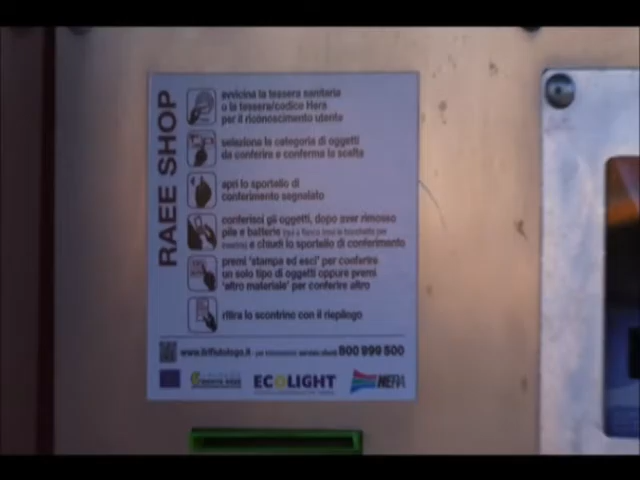 RAEE SHOP
avvicina la tessera sanitaria
o la tessera/codice Hera
per il riconoscimento utente
seleziona la categoria di oggetti
da conferire e conferma la scelta
apri lo sportello di
conferimento segnalato
conferisci gli oggetti, dopo aver rimosso
pile e batterie
e chiudi lo sportello di conferimento
premi 'stampa ed esci' per conferire
un solo tipo di oggetti oppure premi
'altro materiale' per conferire altro
ritira lo scontrino con il riepilogo
800 999 500
ECOLIGHT
HERA